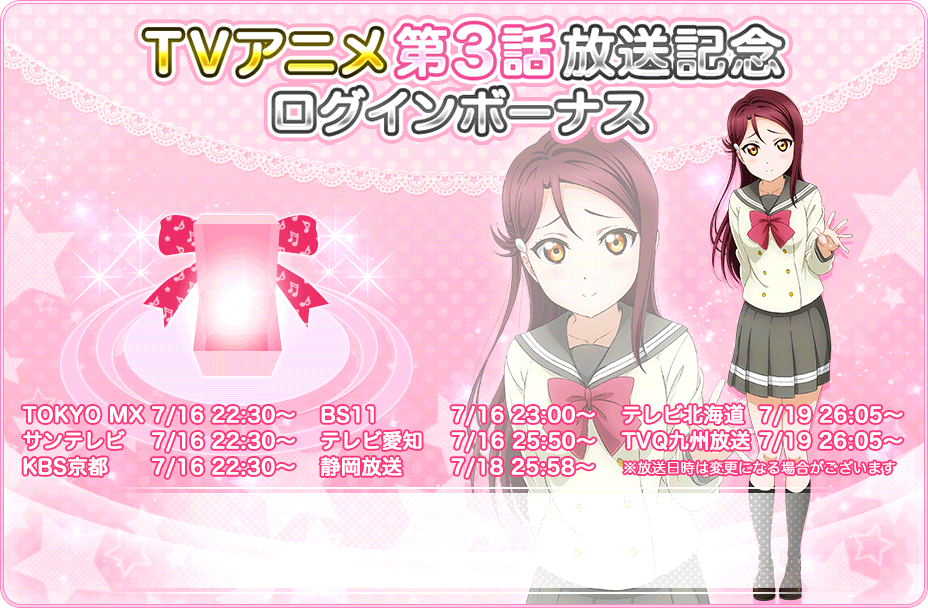 TVアニメ第3話放送記念
ログインボーナス
TOKYO MX 7/16 22:30～ BS11 7/16 23:00～ テレビ北海道 7/19 26:05～
サンテレビ 7/16 22:30～ テレビ愛知 7/16 25:50～ TVQ九州放送 7/19 26:05～
KBS京都 7/16 22:30～ 静岡放送 7/18 25:58～ ※放送日時は変更になる場合がございます